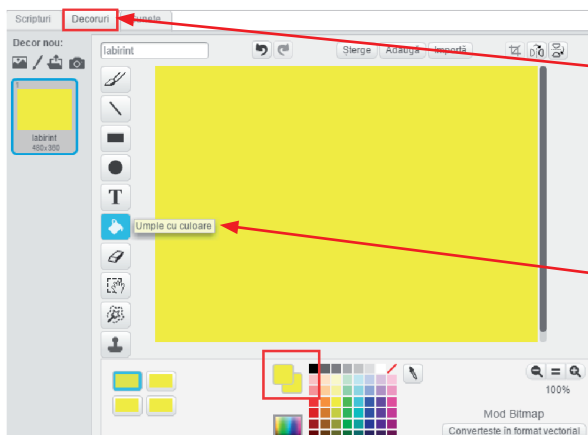 Scripturi Decoruri Sunete
Decor nou:
labirint
Șterge Adaugă Importă
1
labirint
480x360
T
Umple cu culoare
100%
Mod Bitmap
Convertește în format vectorial